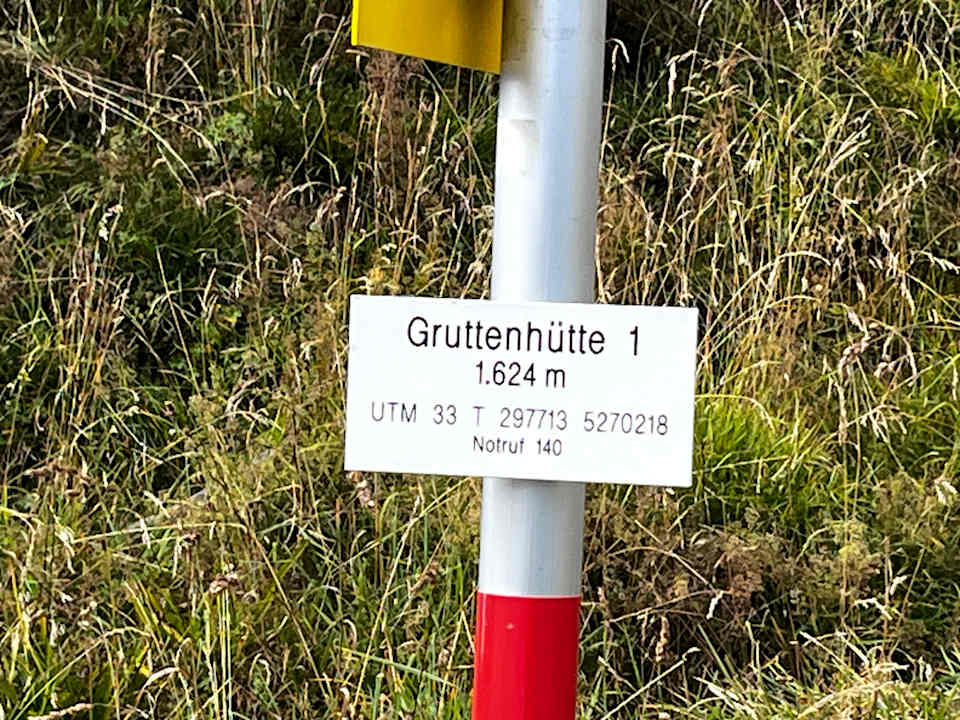 Gruttenhütte 1
1.624 m
UTM 33 T 297713 5270218
Notruf 140